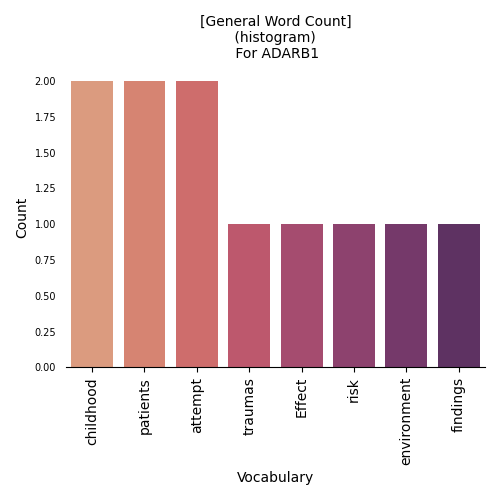 [General Word Count]
(histogram)
For ADARB1
2.00
1.75
1.50
1.25
1.00
0.75
0.50
0.25
0.00
Count
childhood
patients
attempt
traumas
Effect
risk
environment
findings
Vocabulary